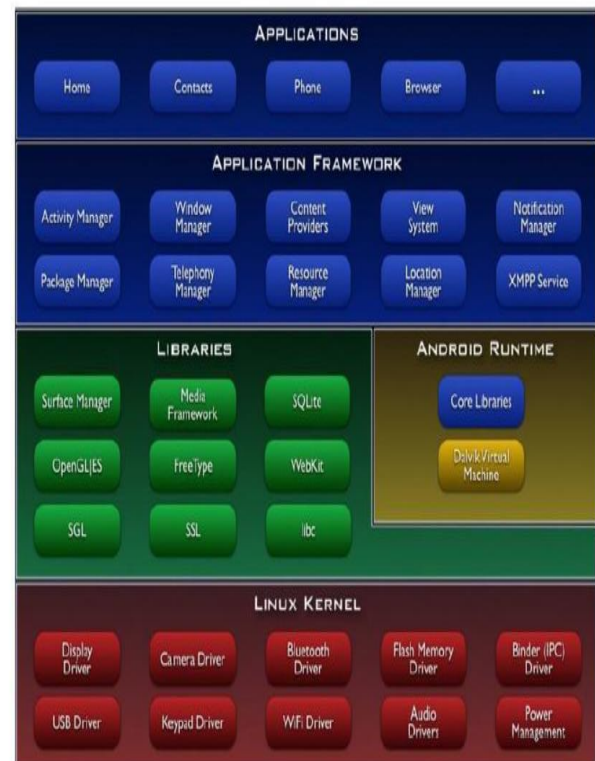 APPLICATIONS
Home
Contacts
Phone
Browser
...
APPLICATION FRAMEWORK
Activity Manager
Window
Manager
Content
Providers
View
System
Notification
Manager
Package Manager
Telephony
Manager
Resource
Manager
Location
Manager
XMPP Service
LIBRARIES
Surface Manager
Media
Framework
SQLite
OpenGL|ES
FreeType
WebKit
SGL
SSL
libc
ANDROID RUNTIME
Core Libraries
Dalvik Virtual
Machine
LINUX KERNEL
Display
Driver
Camera Driver
Bluetooth
Driver
Flash Memory
Driver
Binder (IPC)
Driver
USB Driver
Keypad Driver
WiFi Driver
Audio
Drivers
Power
Management